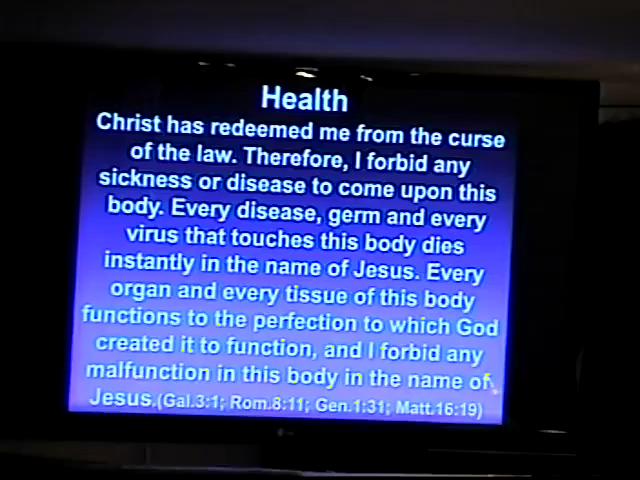 Health
Christ has redeemed me from the curse
of the law. Therefore, I forbid any
sickness or disease to come upon this
body. Every disease, germ and every
virus that touches this body dies
instantly in the name of Jesus. Every
organ and every tissue of this body
functions to the perfection to which God
created it to function, and I forbid any
malfunction in this body in the name of
Jesus.(Gal.3:1; Rom.8:11; Gen.1:31; Matt.16:19)